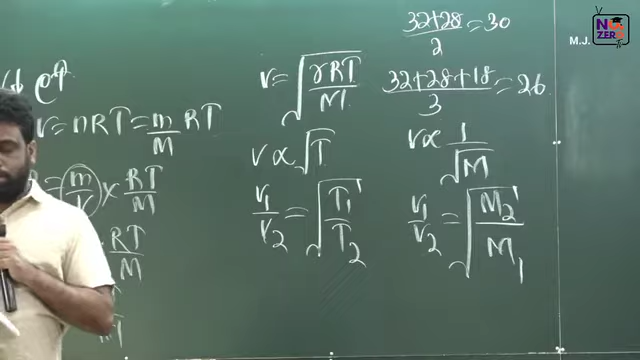 V = nRT = m/M RT
m/V × RT/M
RT/M
v = √(γRT/M)
v ∝ √T
v₁/v₂ = √(T₁/T₂)
(32+28)/2 = 30
(32+28+18)/3 = 26
v ∝ 1/√M
v₁/v₂ = √(M₂/M₁)
M.J.